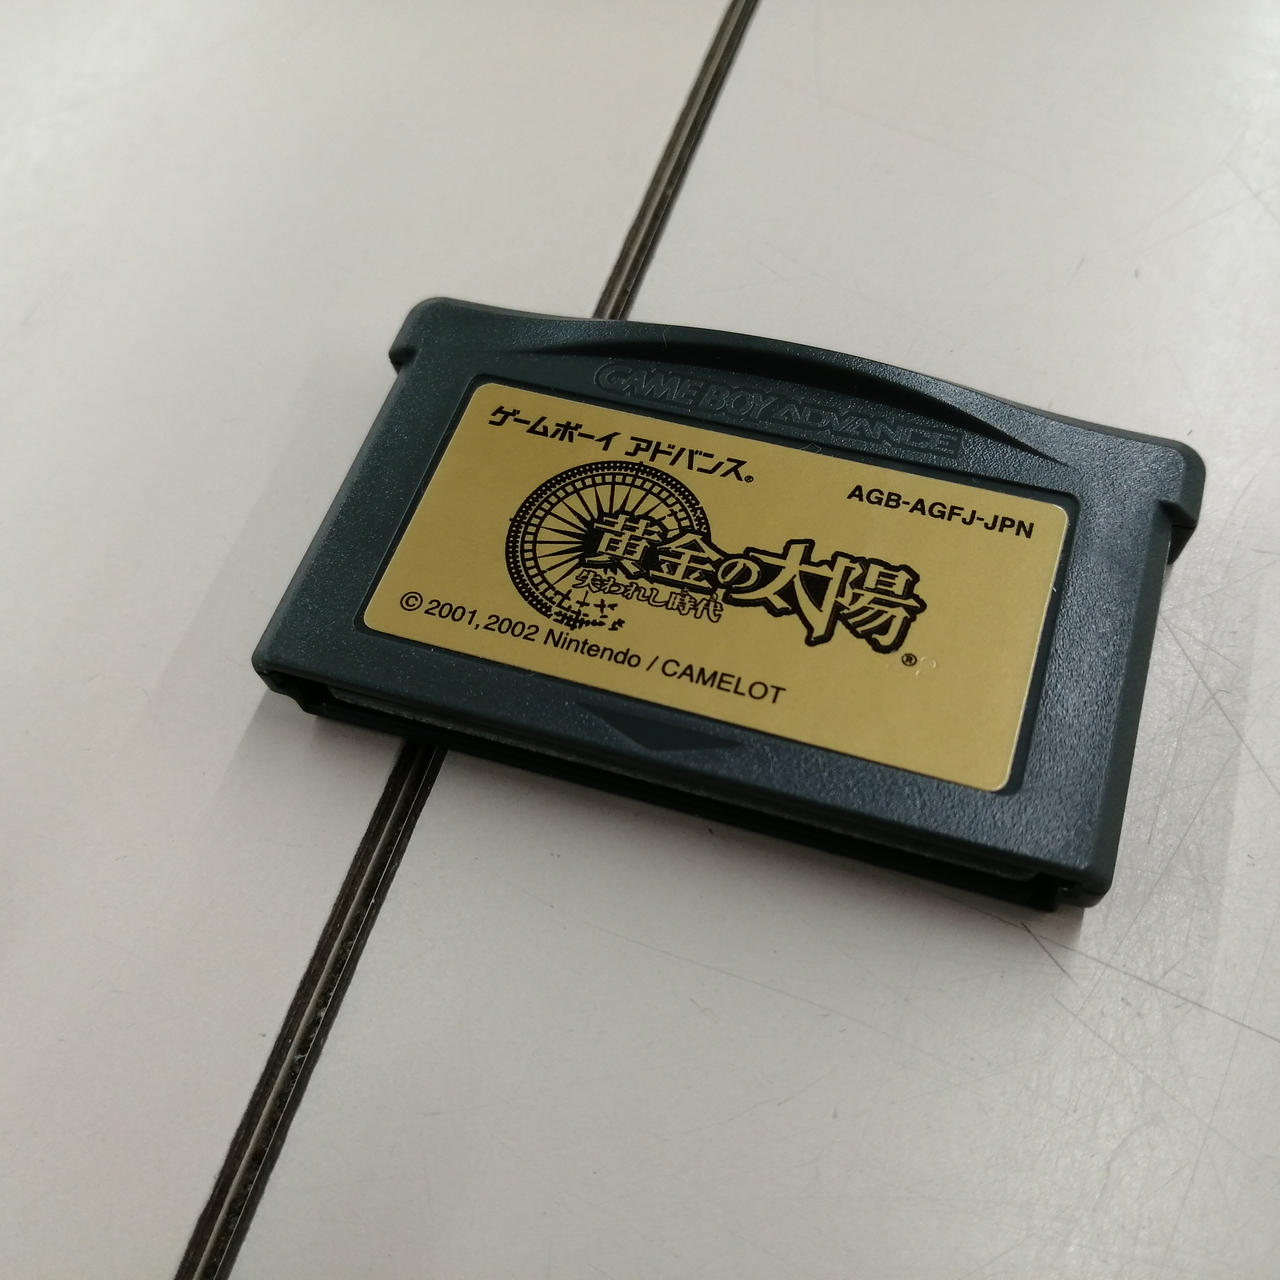 GAME BOY ADVANCE
ゲームボーイ アドバンス®
AGB-AGFJ-JPN
黄金の太陽®
失われし時代
© 2001, 2002 Nintendo / CAMELOT